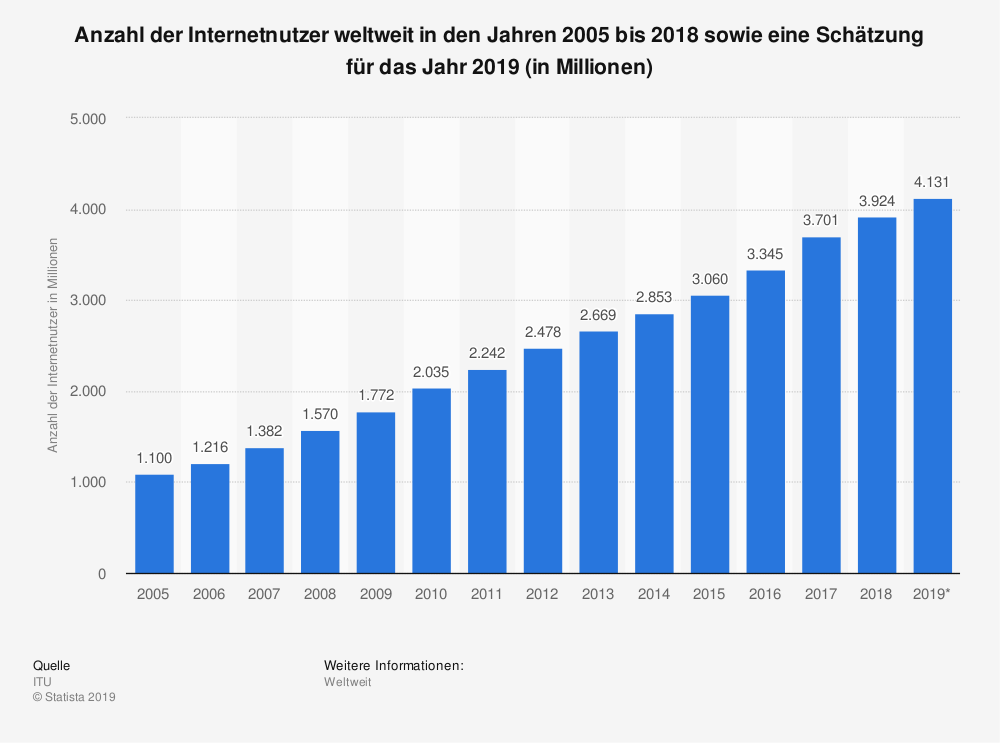 Anzahl der Internetnutzer weltweit in den Jahren 2005 bis 2018 sowie eine Schätzung
für das Jahr 2019 (in Millionen)
Anzahl der Internetnutzer in Millionen
5.000
4.000
3.000
2.000
1.000
0
1.100
1.216
1.382
1.570
1.772
2.035
2.242
2.478
2.669
2.853
3.060
3.345
3.701
3.924
4.131
2005 2006 2007 2008 2009 2010 2011 2012 2013 2014 2015 2016 2017 2018 2019*
Quelle
ITU
© Statista 2019
Weitere Informationen:
Weltweit